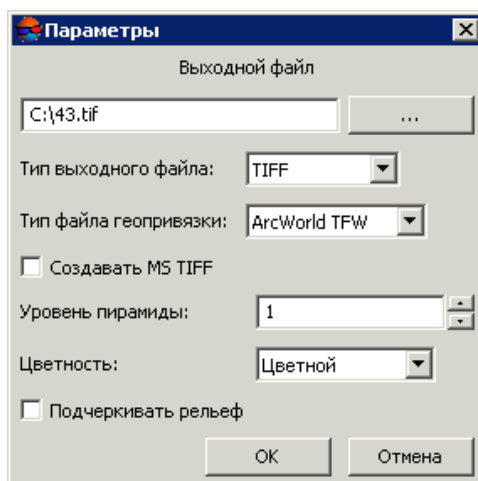 Параметры
Выходной файл
C:\43.tif ...
Тип выходного файла: TIFF
Тип файла геопривязки: ArcWorld TFW
Создавать MS TIFF
Уровень пирамиды: 1
Цветность: Цветной
Подчеркивать рельеф
OK Отмена